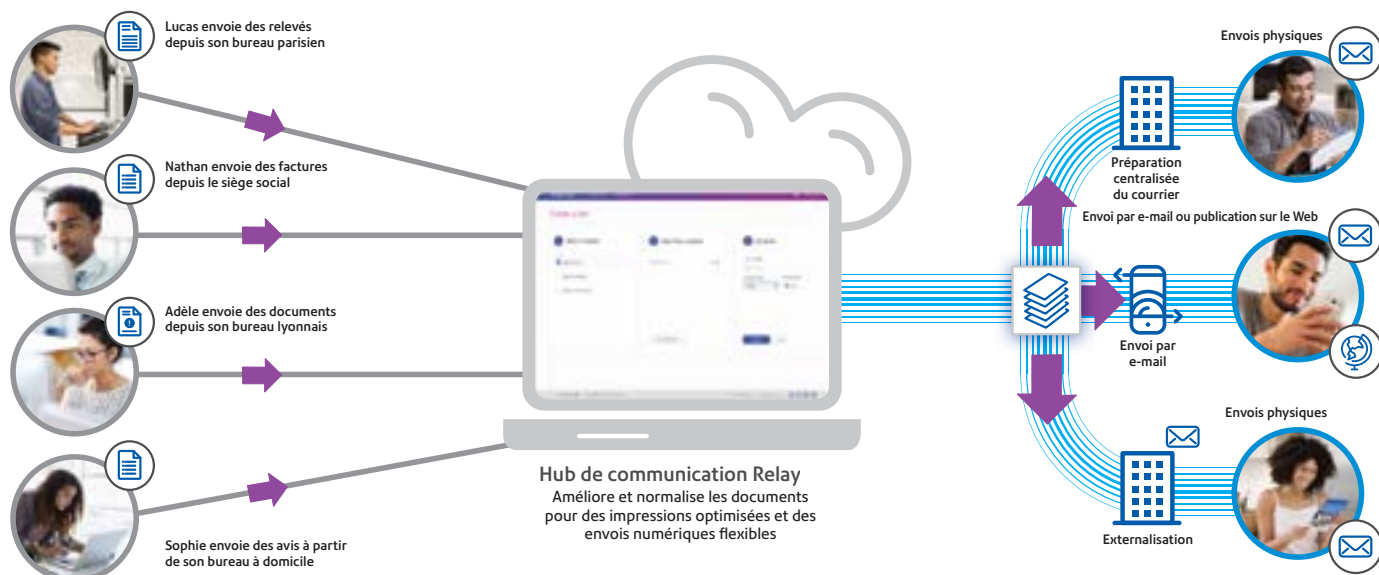 Lucas envoie des relevés
depuis son bureau parisien
Nathan envoie des factures
depuis le siège social
Adèle envoie des documents
depuis son bureau lyonnais
Sophie envoie des avis à partir
de son bureau à domicile
Hub de communication Relay
Améliore et normalise les documents
pour des impressions optimisées et des
envois numériques flexibles
Envois physiques
Préparation
centralisée
du courrier
Envoi par e-mail ou publication sur le Web
Envoi par
e-mail
Envois physiques
Externalisation